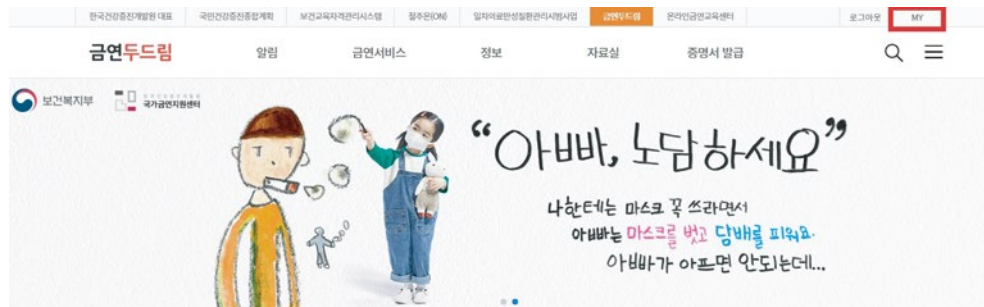 한국건강증진개발원 대표 국민건강증진종합계획 보건교육자격관리시스템 절주온(ON) 일차의료만성질환관리시범사업 금연두드림 온라인금연교육센터 로그아웃 MY
금연두드림 알림 금연서비스 정보 자료실 증명서 발급
보건복지부 국가금연지원센터
“아빠, 노담하세요”
나한테는 마스크 꼭 쓰라면서
아빠는 마스크를 벗고 담배를 피워요.
아빠가 아프면 안되는데...